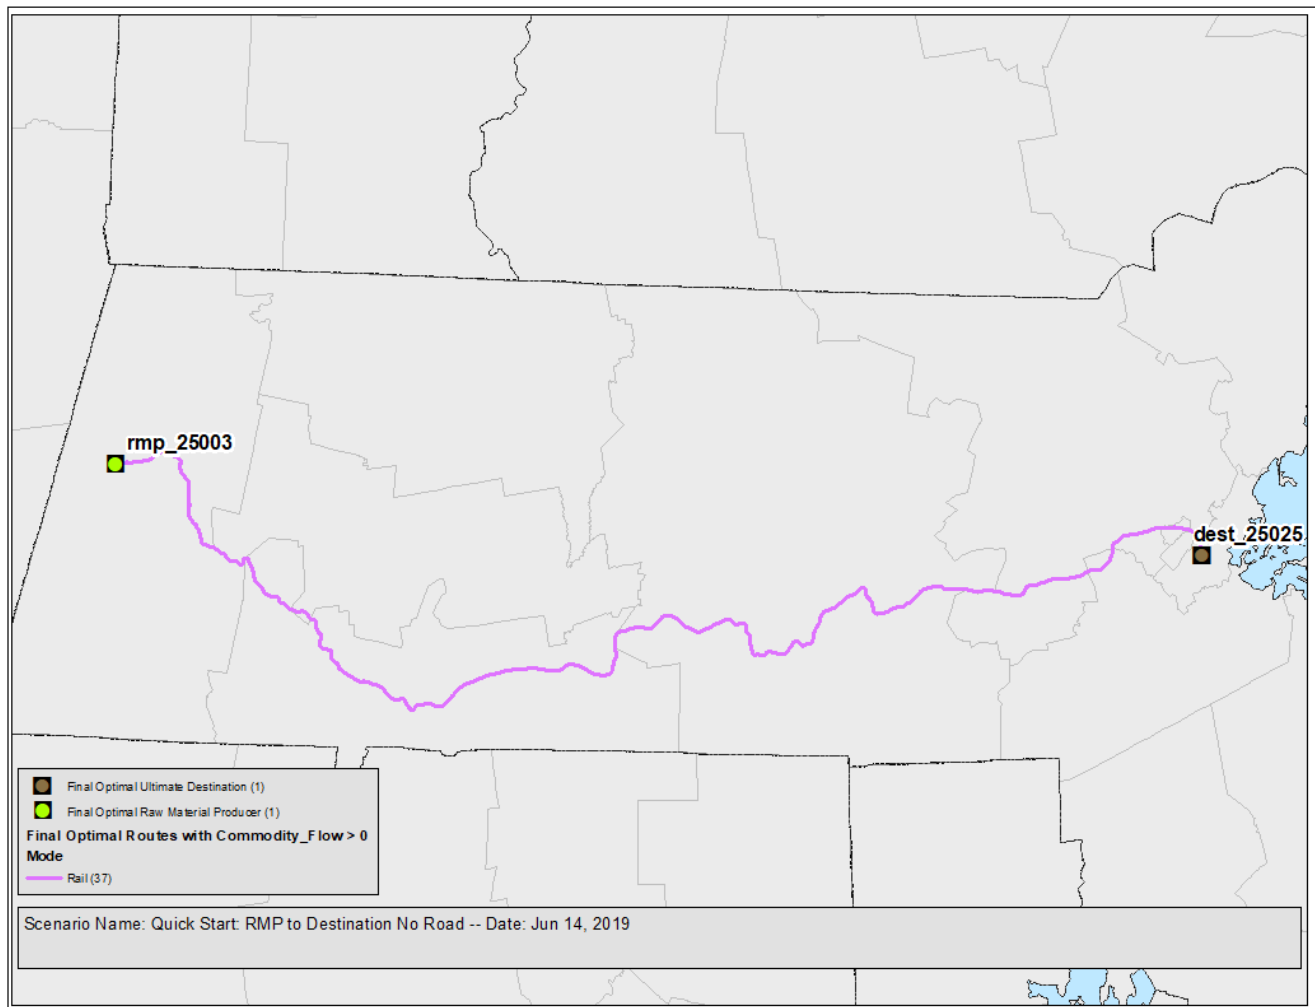 rmp_25003
dest_25025
Final Optimal Ultimate Destination (1)
Final Optimal Raw Material Producer (1)
Final Optimal Routes with Commodity_Flow > 0
Mode
Rail (37)
Scenario Name: Quick Start: RMP to Destination No Road -- Date: Jun 14, 2019